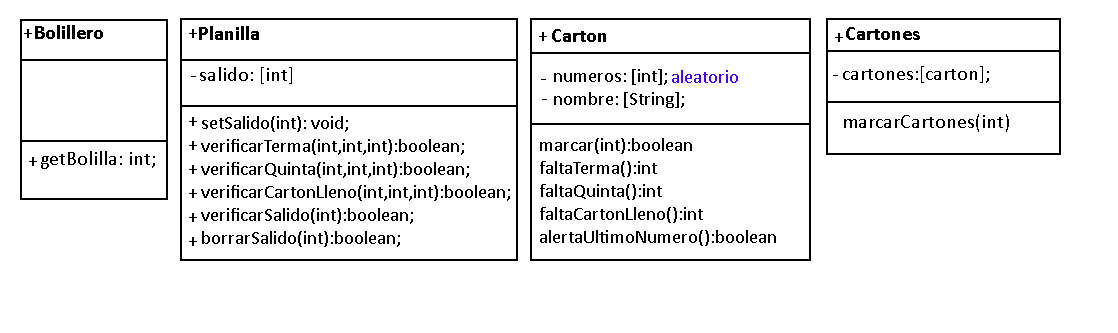 +Bolillero
+getBolilla: int;
+Planilla
-salido: [int]
+ setSalido(int): void;
+ verificarTerma(int,int,int):boolean;
+ verificarQuinta(int,int,int):boolean;
+ verificarCartonLleno(int,int,int):boolean;
+ verificarSalido(int):boolean;
+ borrarSalido(int):boolean;
+ Carton
- numeros: [int]; aleatorio
- nombre: [String];
marcar(int):boolean
faltaTerma():int
faltaQuinta():int
faltaCartonLleno():int
alertaUltimoNumero():boolean
+ Cartones
- cartones:[carton];
marcarCartones(int)